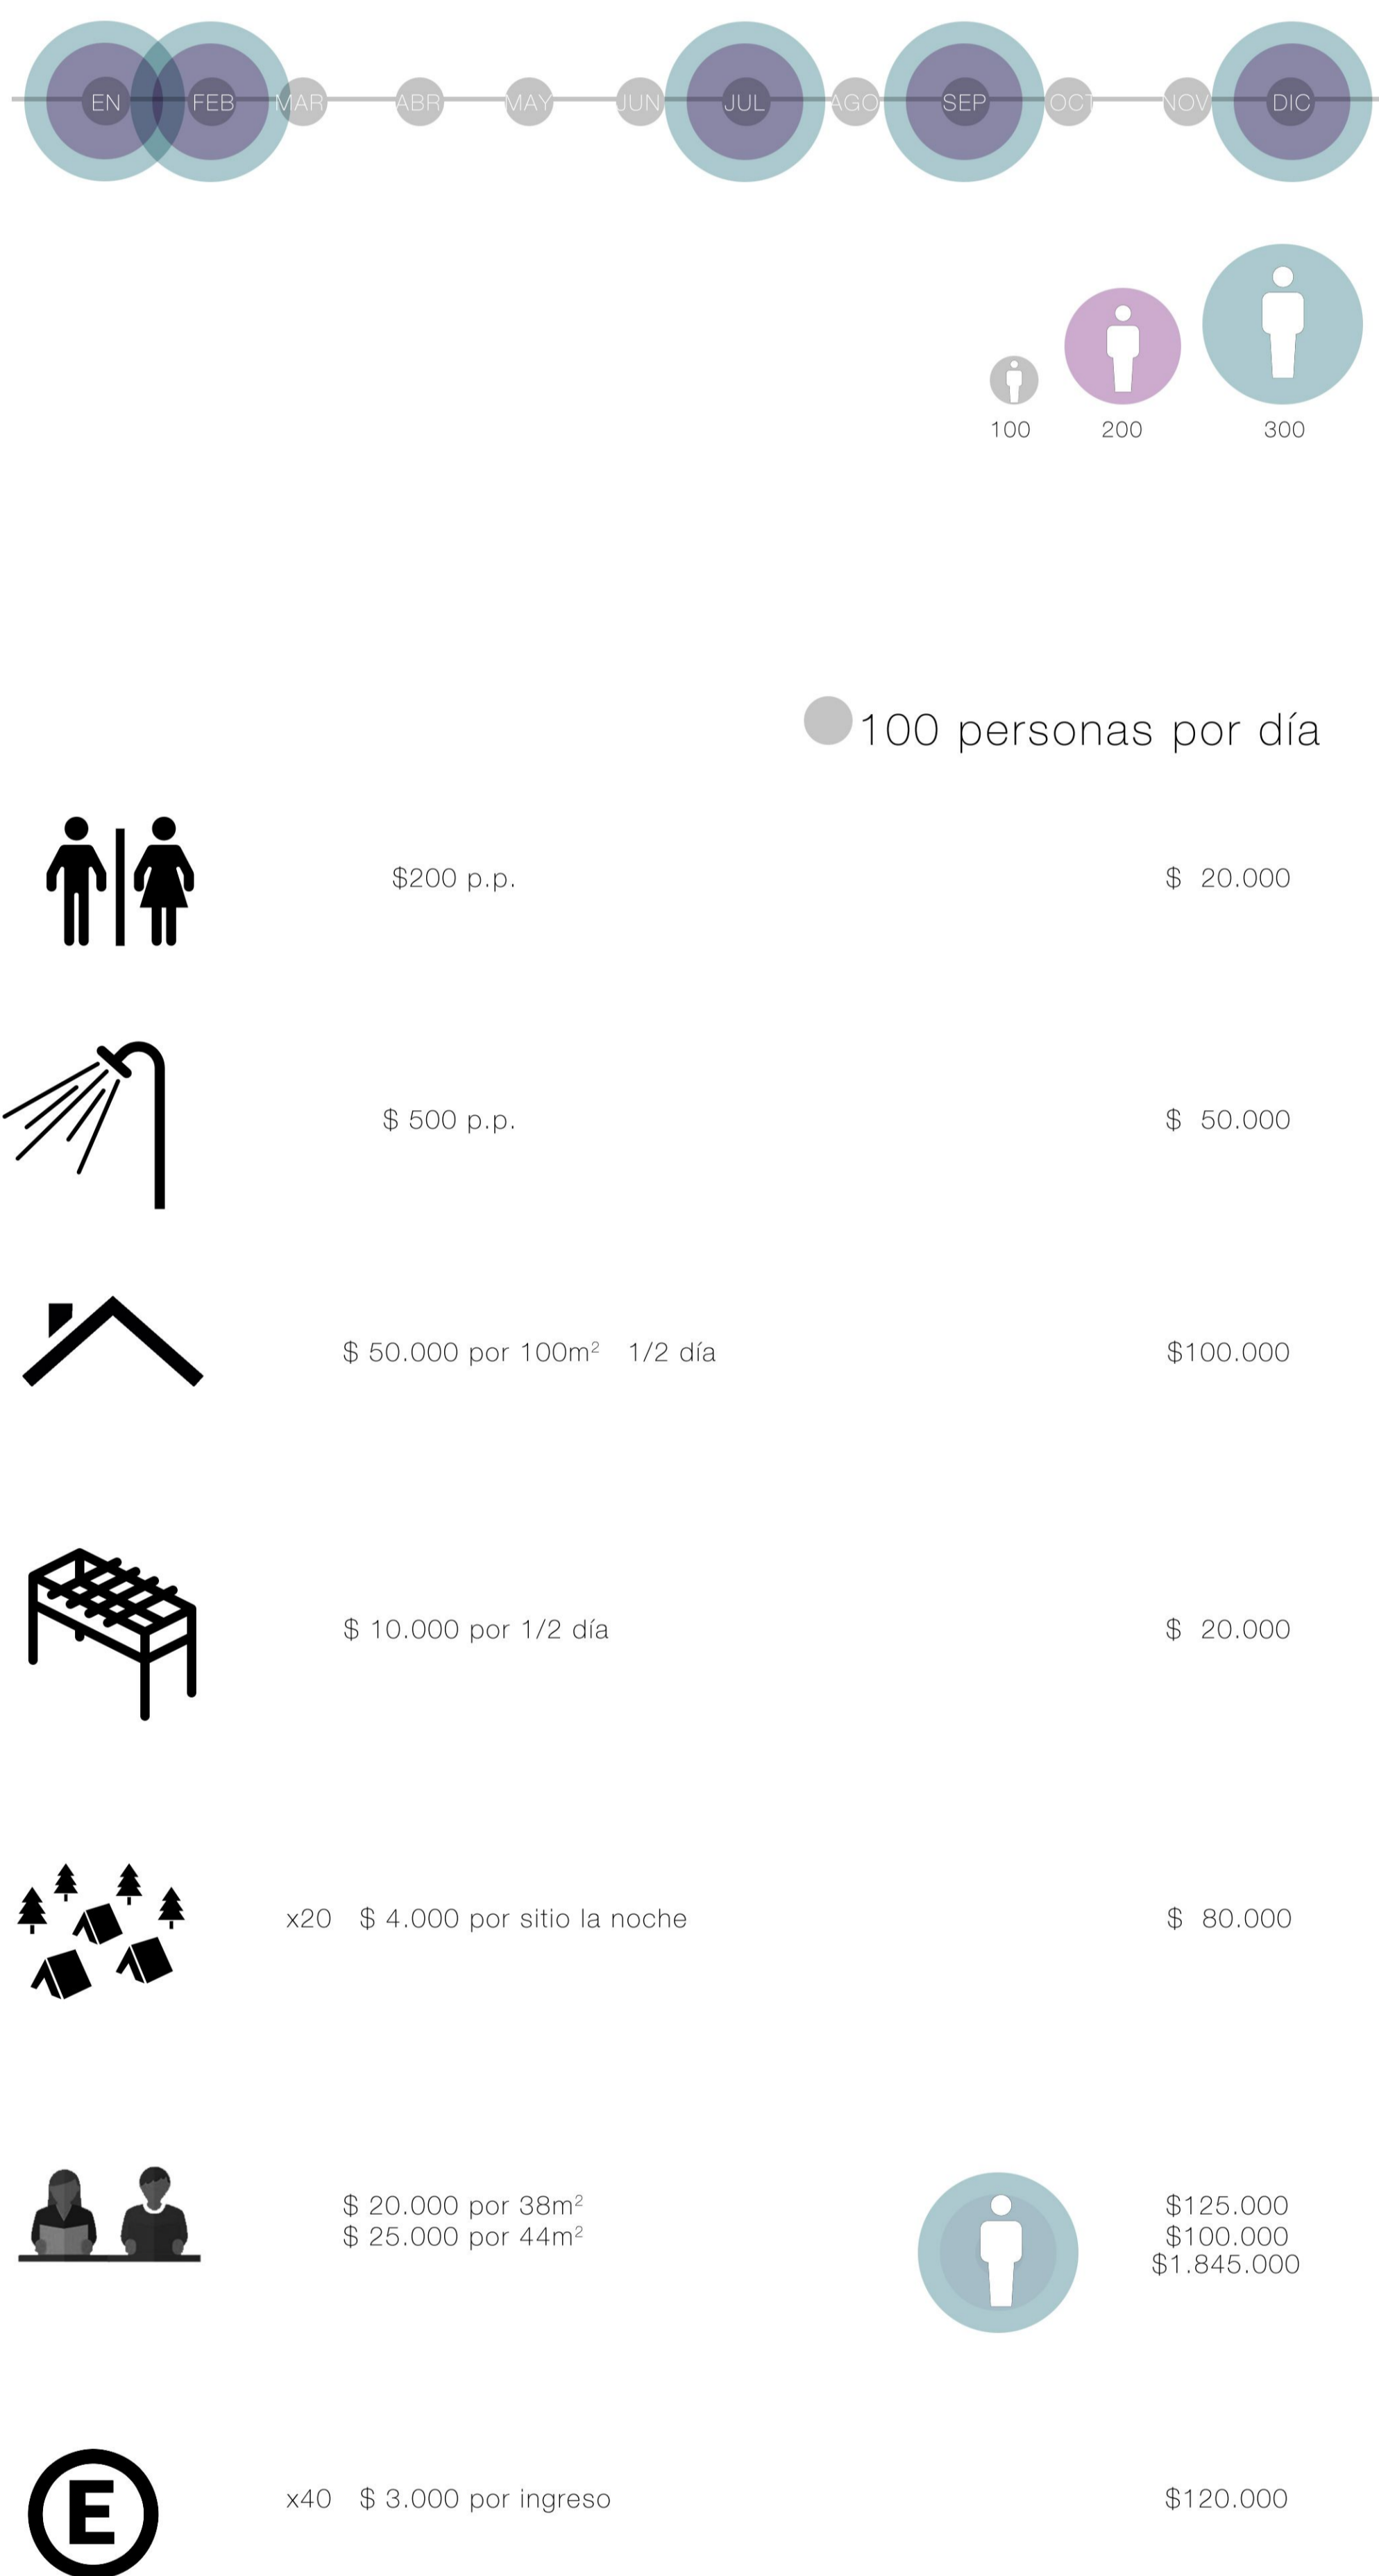 EN FEB MAR ABR MAY JUN JUL AGO SEP OCT NOV DIC
100 200 300
100 personas por día
$200 p.p. $ 20.000
$ 500 p.p. $ 50.000
$ 50.000 por 100m² 1/2 día $100.000
$ 10.000 por 1/2 día $ 20.000
x20 $ 4.000 por sitio la noche $ 80.000
$ 20.000 por 38m² $125.000
$ 25.000 por 44m² $100.000
$1.845.000
E x40 $ 3.000 por ingreso $120.000